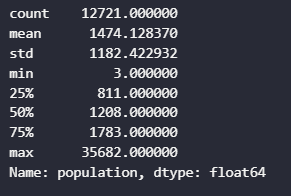 count 12721.000000
mean 1474.128370
std 1182.422932
min 3.000000
25% 811.000000
50% 1208.000000
75% 1783.000000
max 35682.000000
Name: population, dtype: float64